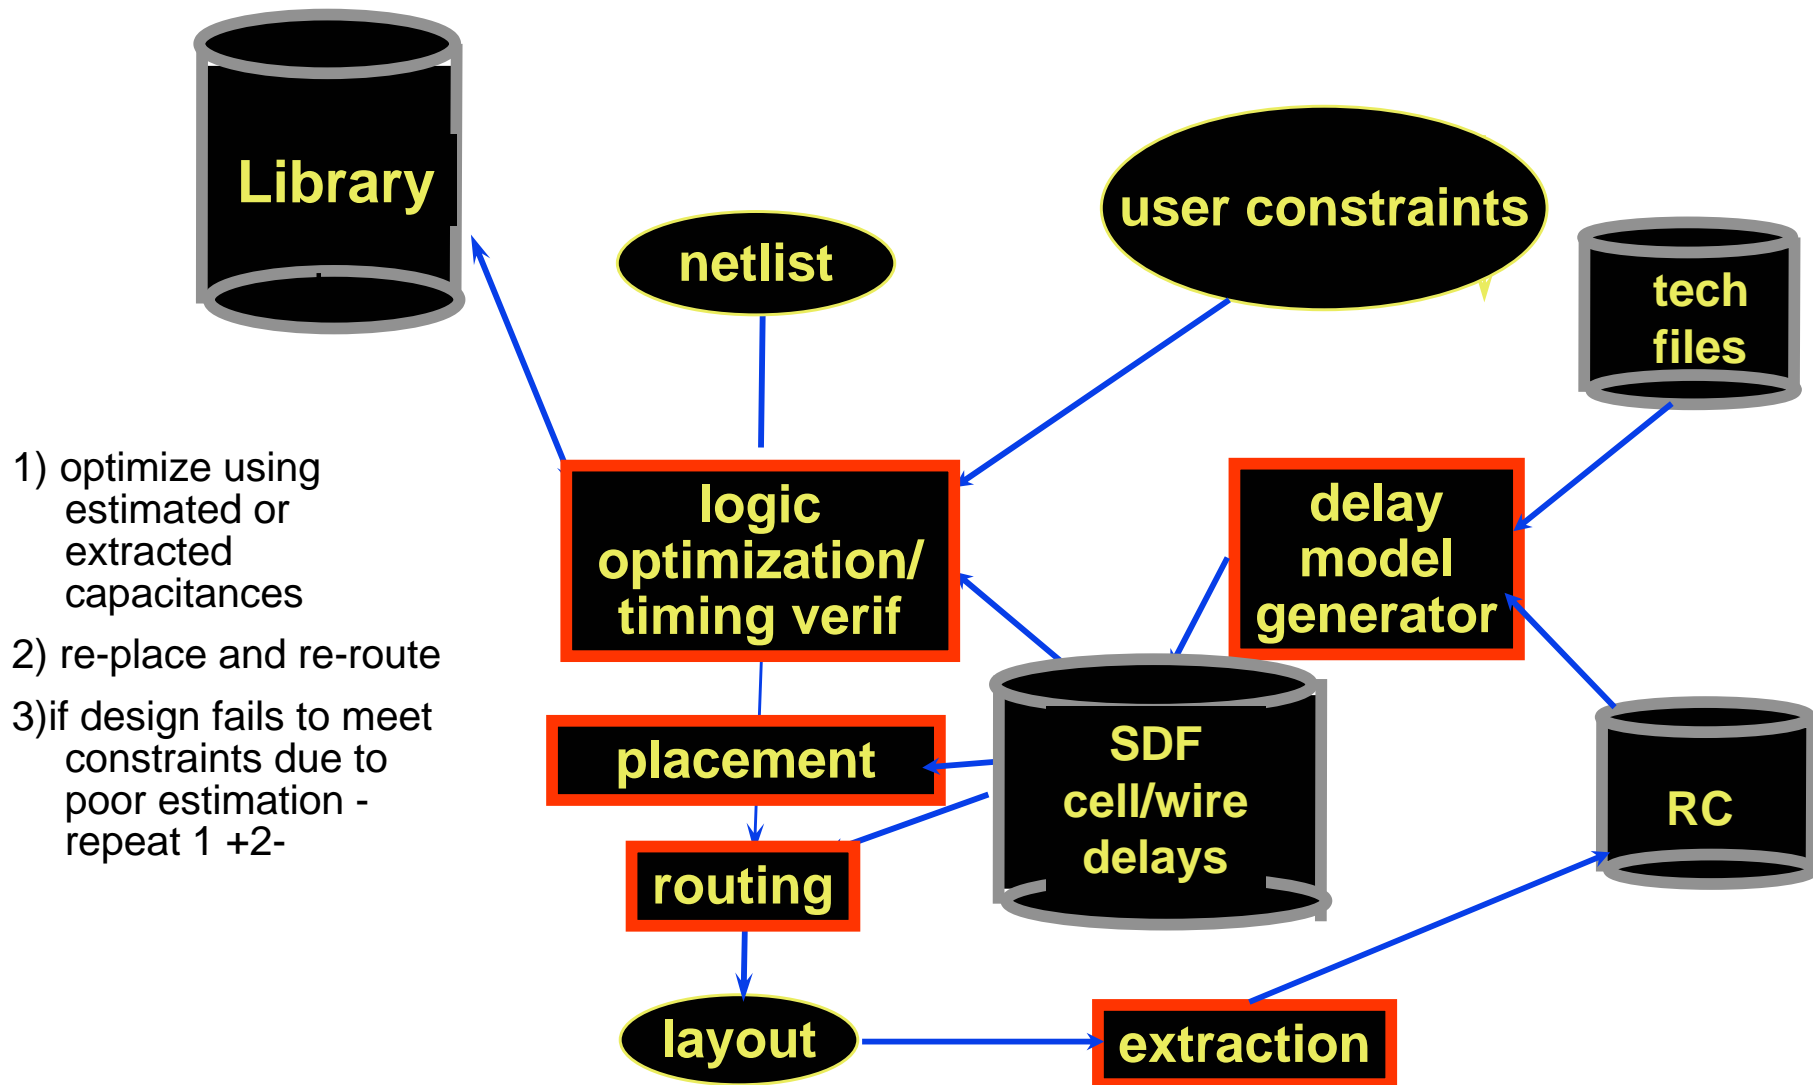 Library
netlist
user constraints
tech
files
1) optimize using
estimated or
extracted
capacitances
2) re-place and re-route
3)if design fails to meet
constraints due to
poor estimation -
repeat 1 +2-
logic
optimization/
timing verif
delay
model
generator
placement
SDF
cell/wire
delays
RC
routing
layout
extraction